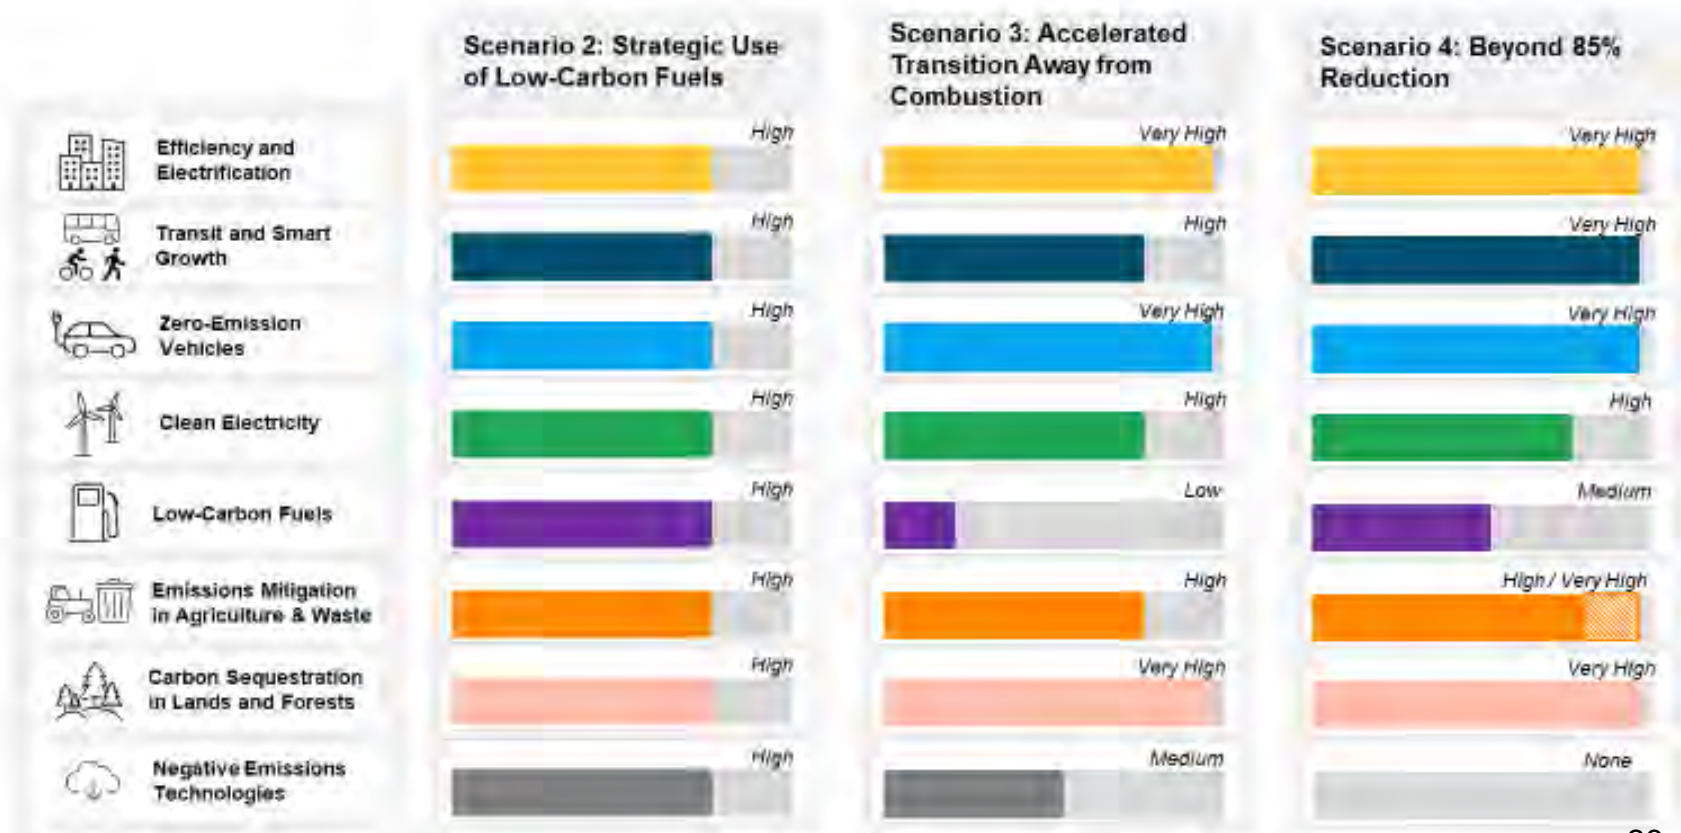 Scenario 2: Strategic Use
of Low-Carbon Fuels
Scenario 3: Accelerated
Transition Away from
Combustion
Scenario 4: Beyond 85%
Reduction
Efficiency and
Electrification
High
Very High
Very High
Transit and Smart
Growth
High
High
Very High
Zero-Emission
Vehicles
High
Very High
Very High
Clean Electricity
High
High
High
Low-Carbon Fuels
High
Low
Medium
Emissions Mitigation
in Agriculture & Waste
High
High
High / Very High
Carbon Sequestration
in Lands and Forests
High
Very High
Very High
Negative Emissions
Technologies
High
Medium
None